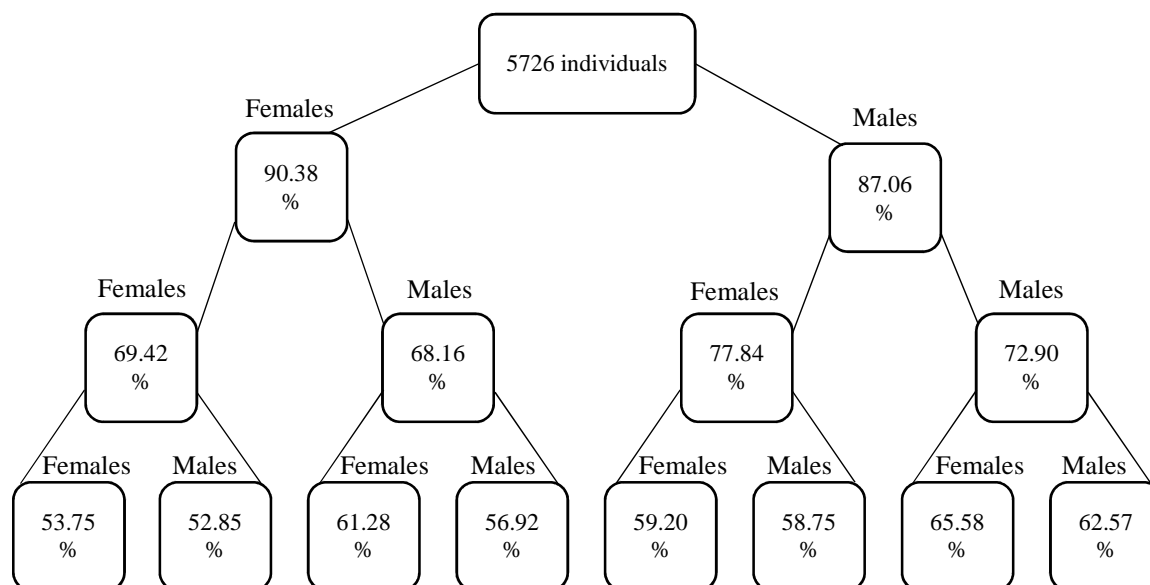 5726 individuals
Females
Males
90.38
%
87.06
%
Females
Males
Females
Males
69.42
%
68.16
%
77.84
%
72.90
%
Females
Males
Females
Males
Females
Males
Females
Males
53.75
%
52.85
%
61.28
%
56.92
%
59.20
%
58.75
%
65.58
%
62.57
%